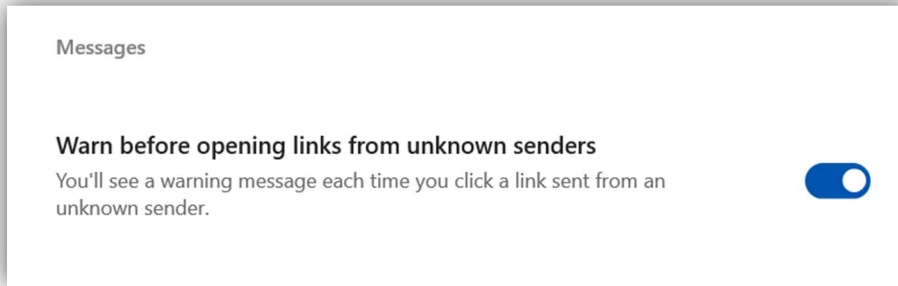 Messages
Warn before opening links from unknown senders
You'll see a warning message each time you click a link sent from an
unknown sender.